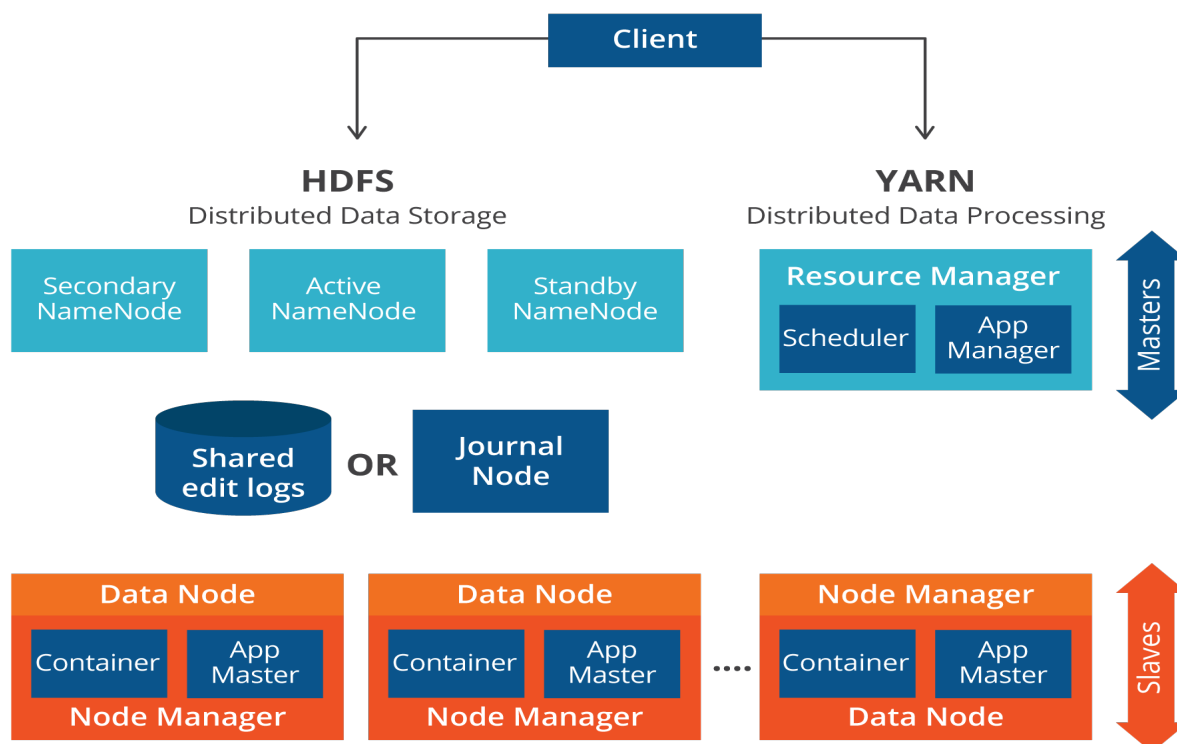 Client
HDFS
Distributed Data Storage
YARN
Distributed Data Processing
Secondary
NameNode
Active
NameNode
Standby
NameNode
Resource Manager
Scheduler
App
Manager
Masters
Shared
edit logs
OR
Journal
Node
Data Node
Container
App
Master
Node Manager
Data Node
Container
App
Master
Node Manager
....
Node Manager
Container
App
Master
Data Node
Slaves